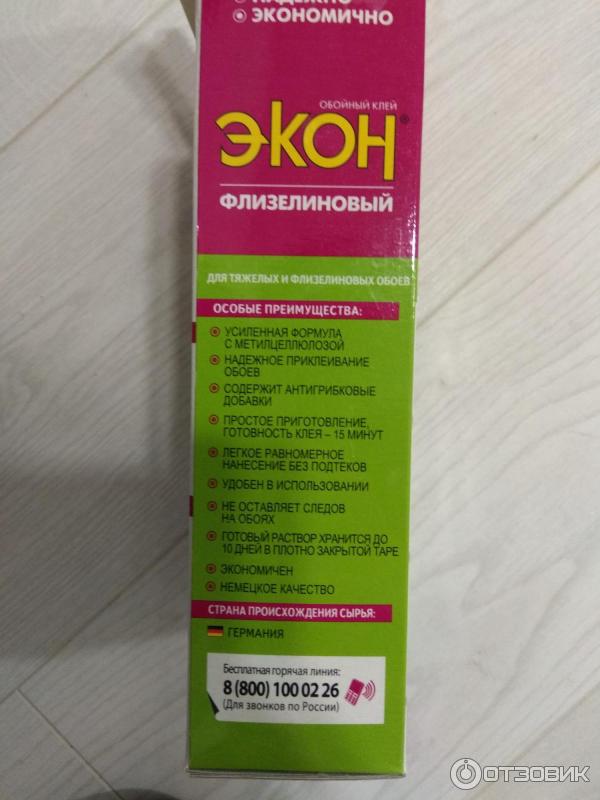 НАДЕЖНО
ЭКОНОМИЧНО
ОБОЙНЫЙ КЛЕЙ
ЭКОН®
ФЛИЗЕЛИНОВЫЙ
ДЛЯ ТЯЖЕЛЫХ И ФЛИЗЕЛИНОВЫХ ОБОЕВ
ОСОБЫЕ ПРЕИМУЩЕСТВА:
УСИЛЕННАЯ ФОРМУЛА
С МЕТИЛЦЕЛЛЮЛОЗОЙ
НАДЕЖНОЕ ПРИКЛЕИВАНИЕ
ОБОЕВ
СОДЕРЖИТ АНТИГРИБКОВЫЕ
ДОБАВКИ
ПРОСТОЕ ПРИГОТОВЛЕНИЕ,
ГОТОВНОСТЬ КЛЕЯ – 15 МИНУТ
ЛЕГКОЕ РАВНОМЕРНОЕ
НАНЕСЕНИЕ БЕЗ ПОДТЕКОВ
УДОБЕН В ИСПОЛЬЗОВАНИИ
НЕ ОСТАВЛЯЕТ СЛЕДОВ
НА ОБОЯХ
ГОТОВЫЙ РАСТВОР ХРАНИТСЯ ДО
10 ДНЕЙ В ПЛОТНО ЗАКРЫТОЙ ТАРЕ
ЭКОНОМИЧЕН
НЕМЕЦКОЕ КАЧЕСТВО
СТРАНА ПРОИСХОЖДЕНИЯ СЫРЬЯ:
ГЕРМАНИЯ
Бесплатная горячая линия:
8 (800) 100 02 26
(Для звонков по России)
ОТЗОВИК